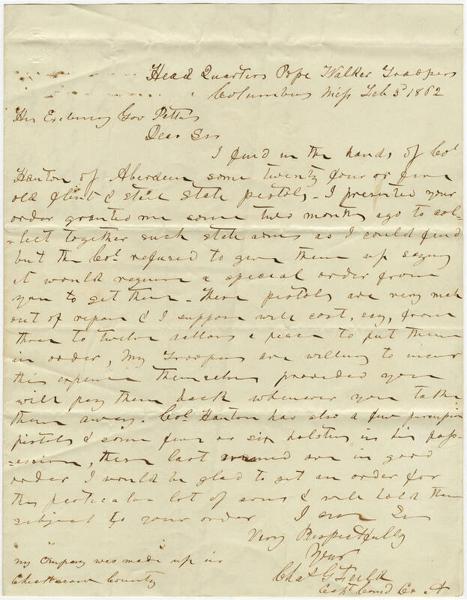 Head Quarters Pope Walker Troopers
Columbus Miss Feb 3d 1862
His Excellency Gov Pettus
Dear Sir
I find in the hands of Col
of Aberdeen some twenty four or five
old flint & steel state pistols - I presented your
order granted me some two months ago to col-
-lect together such state arms as I could find
but the Col. refused to give them up saying
it would require a special order from
you to get them - These pistols are very much
out of repair & I suppose will cost, say, from
three to twelve dollars a piece to put them
in order, My Troopers are willing to incur
this expense themselves provided you
will pay them back whenever you take
them away. Col. has also a few percussion
pistols & some five or six holsters in his poss-
-ession, these last named are in good
order I would be glad to get an order for
this particular lot of arms & will hold them
subject to your order I am Sir
Very Respectfully
Your
Chas G
Capt Comd Co A
My Company was made up in
Chickasaw County